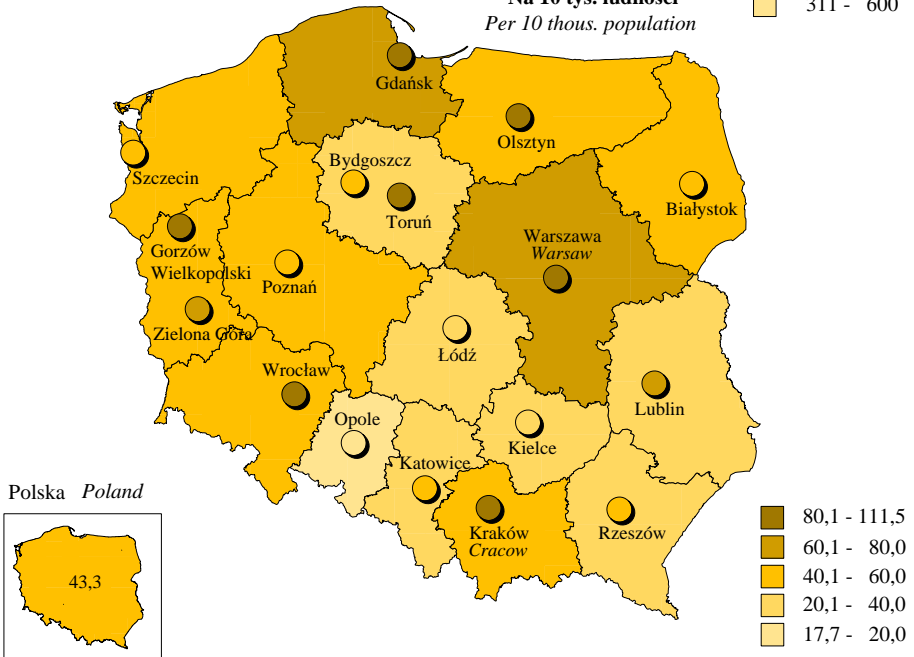 Na 10 tys. ludności
Per 10 thous. population
311 - 600
Gdańsk
Olsztyn
Szczecin
Bydgoszcz
Toruń
Białystok
Gorzów
Wielkopolski
Poznań
Warszawa
Warsaw
Zielona Góra
Łódź
Wrocław
Lublin
Opole
Kielce
Katowice
Kraków
Cracow
Rzeszów
Polska Poland
43,3
80,1 - 111,5
60,1 - 80,0
40,1 - 60,0
20,1 - 40,0
17,7 - 20,0